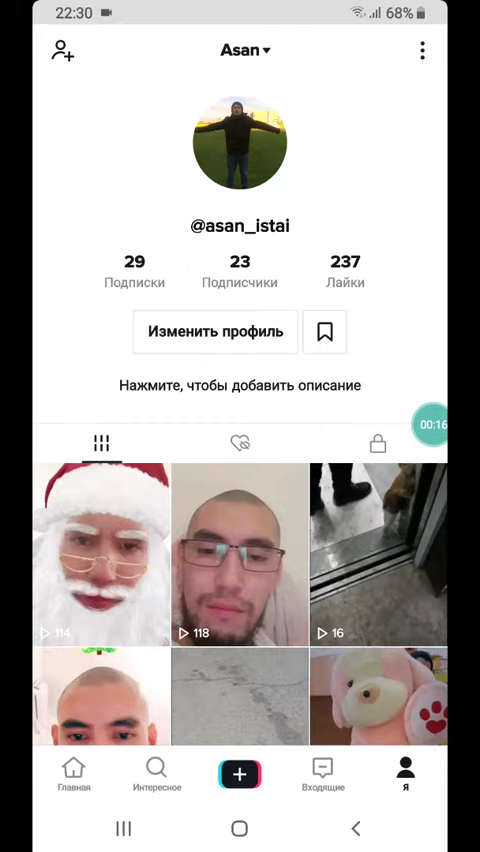 22:30 68%
Asan
@asan_istai
29 23 237
Подписки Подписчики Лайки
Изменить профиль
Нажмите, чтобы добавить описание
00:16
114 118 16
Главная Интересное Входящие Я